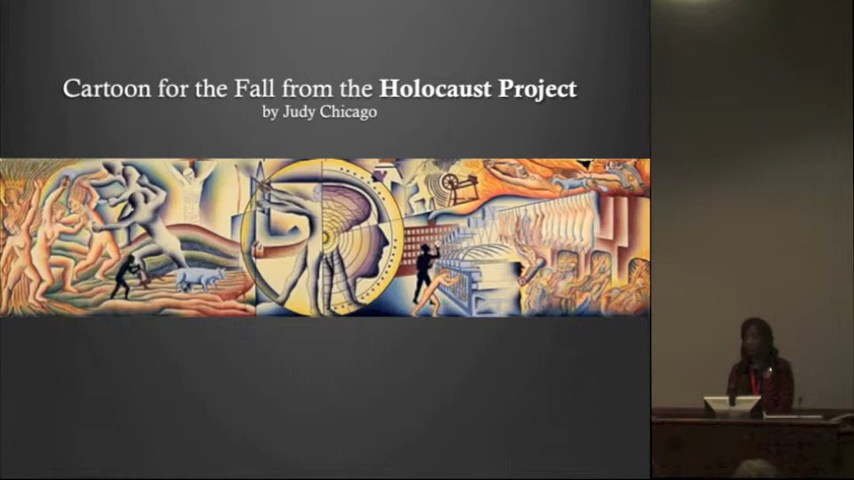 Cartoon for the Fall from the Holocaust Project
by Judy Chicago